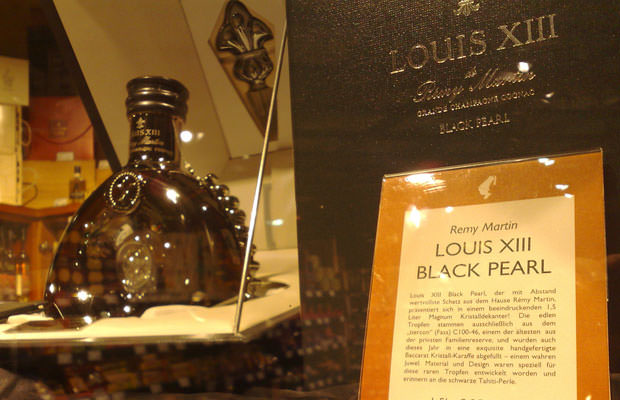 LOUIS XIII
Rémy Martin
LOUIS XIII
de
Rémy Martin
GRANDE CHAMPAGNE COGNAC
BLACK PEARL
Remy Martin
LOUIS XIII
BLACK PEARL
Louis XIII Black Pearl, der mit Abstand
wertvollste Schatz aus dem Hause Rémy Martin,
präsentiert sich in einem beeindruckenden 1,5
Liter Magnum Kristalldekanter! Die edlen
Tropfen stammen ausschließlich aus dem
„tierçon“ (Fass) C100-46, einem der ältesten aus
der privaten Familienreserve, und wurden auch
dieses Jahr in eine exquisite handgefertigte
Baccarat Kristall-Karaffe abgefüllt – einem wahren
Juwel. Material und Design waren speziell für
diese raren Tropfen entwickelt worden und
erinnern an die schwarze Tahiti-Perle.